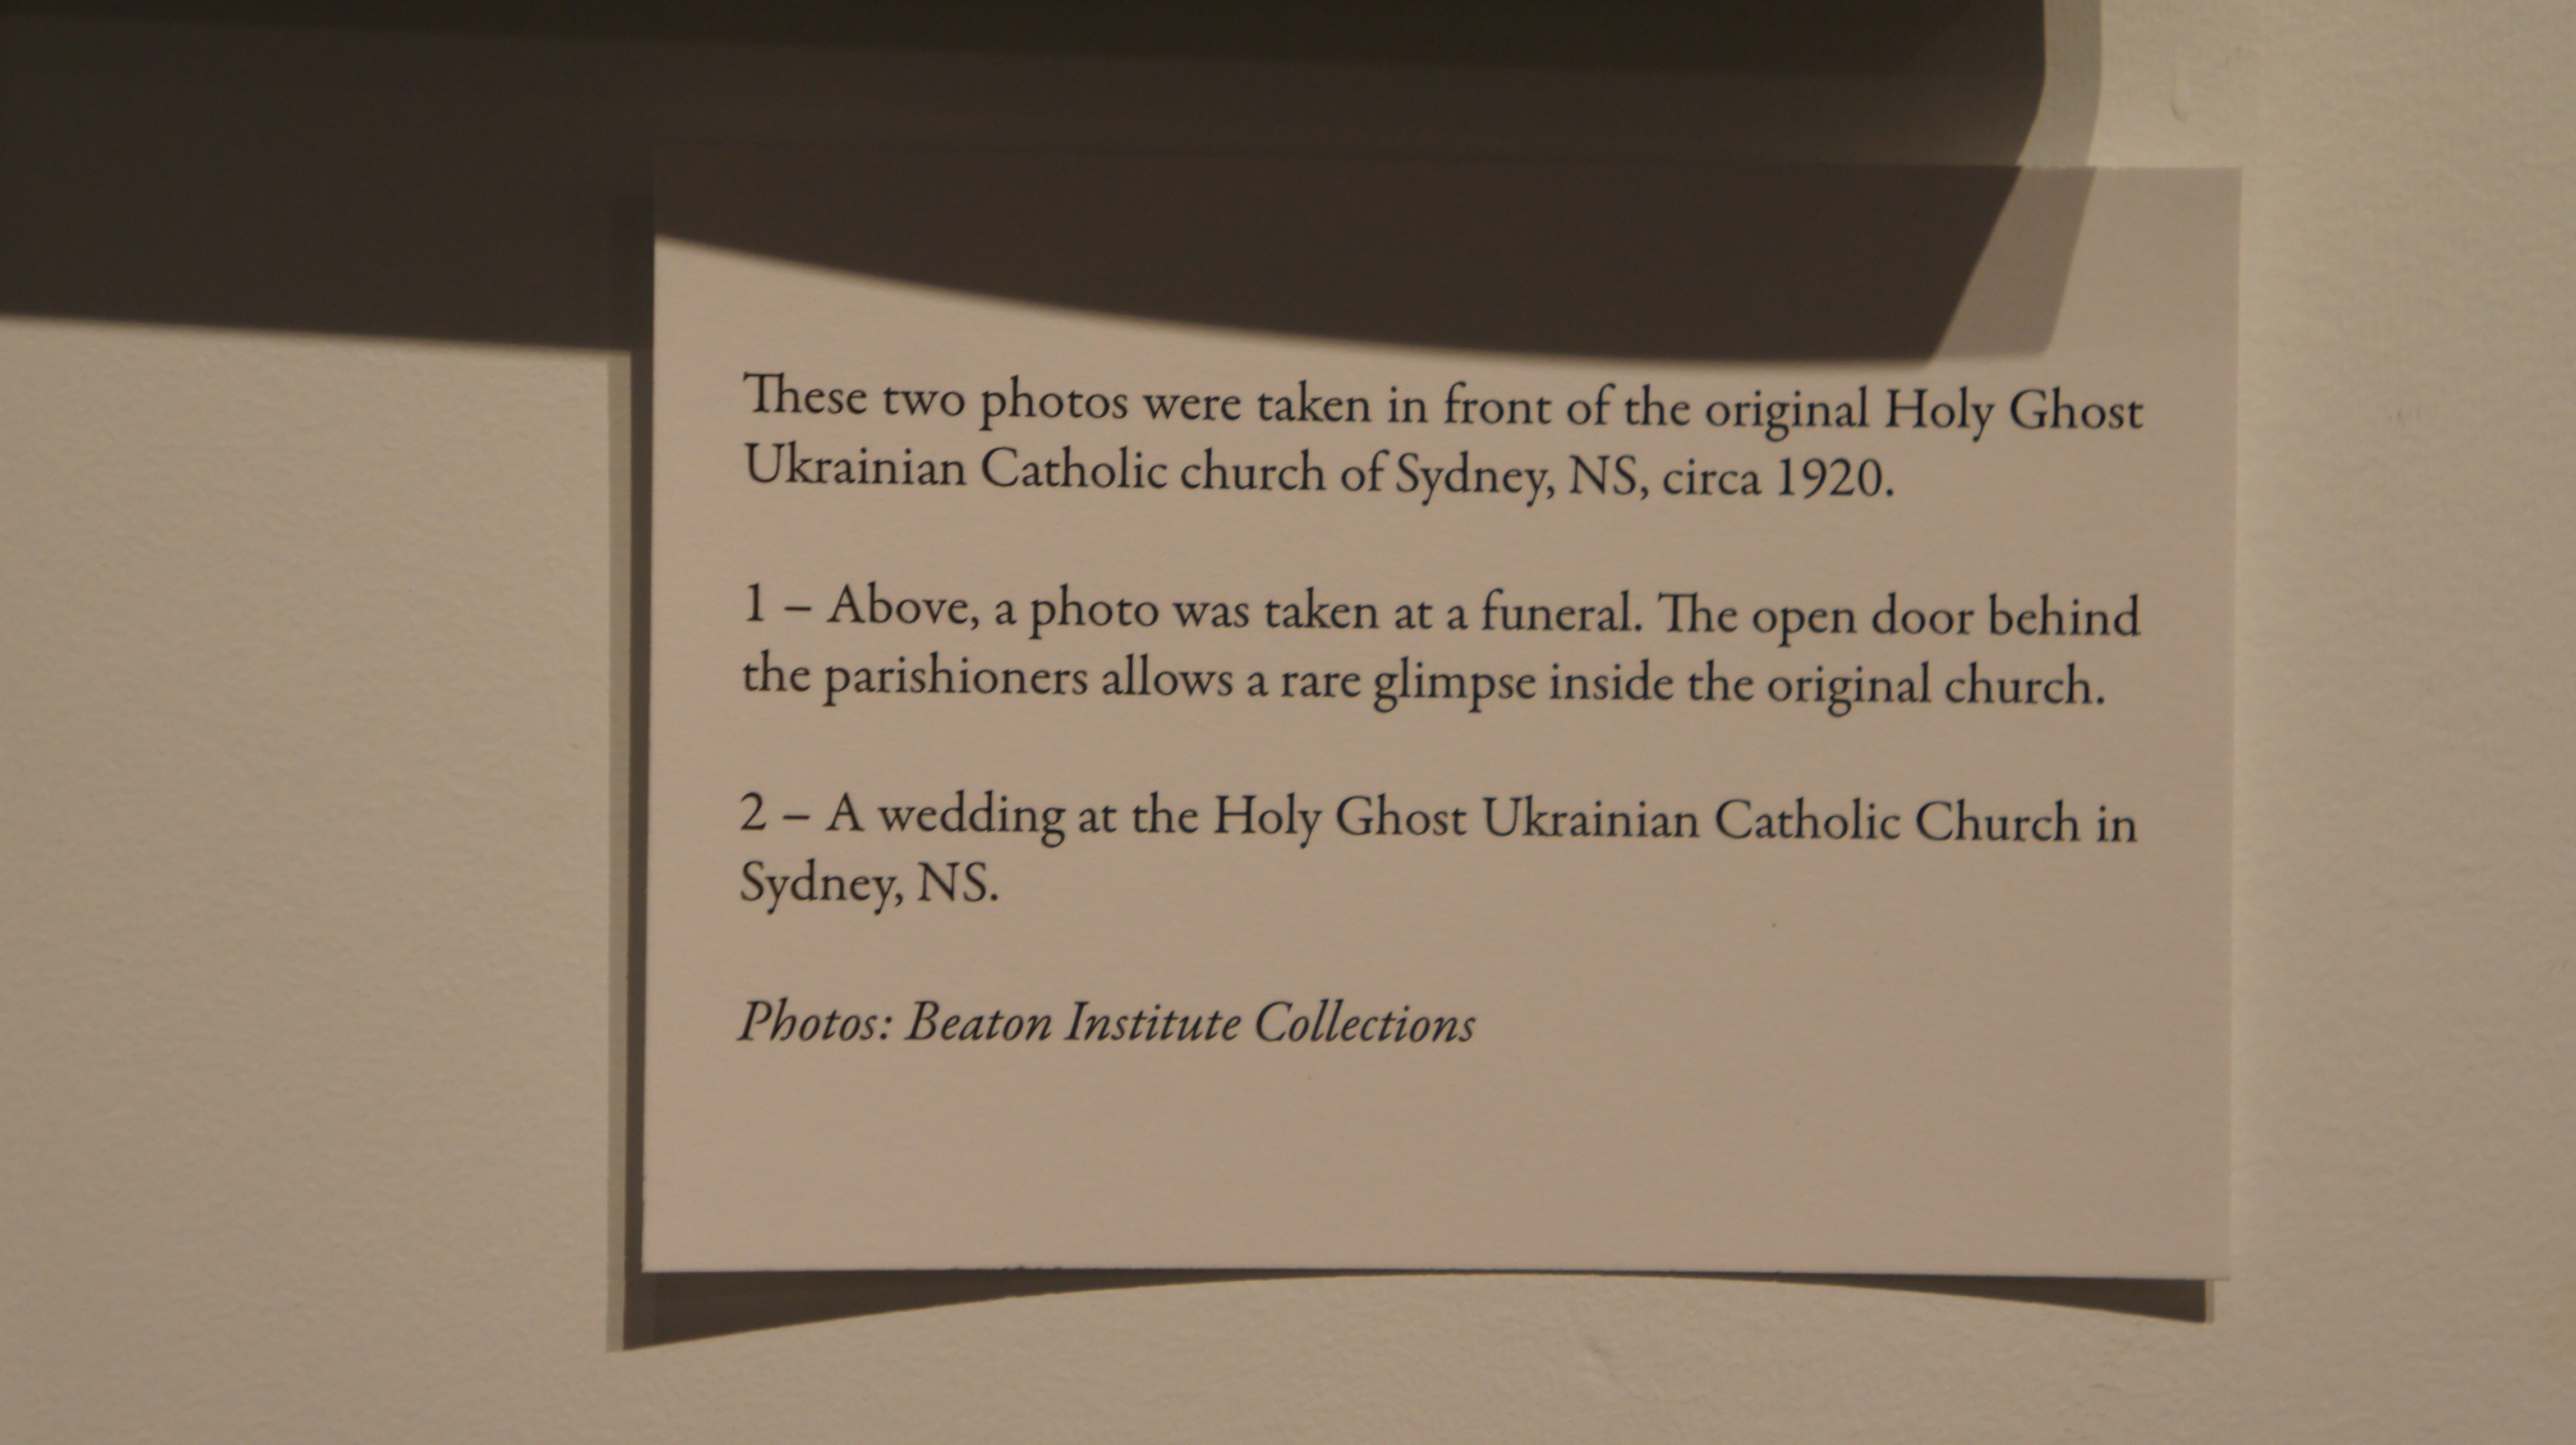 These two photos were taken in front of the original Holy Ghost
Ukrainian Catholic church of Sydney, NS, circa 1920.
1 – Above, a photo was taken at a funeral. The open door behind
the parishioners allows a rare glimpse inside the original church.
2 – A wedding at the Holy Ghost Ukrainian Catholic Church in
Sydney, NS.
Photos: Beaton Institute Collections